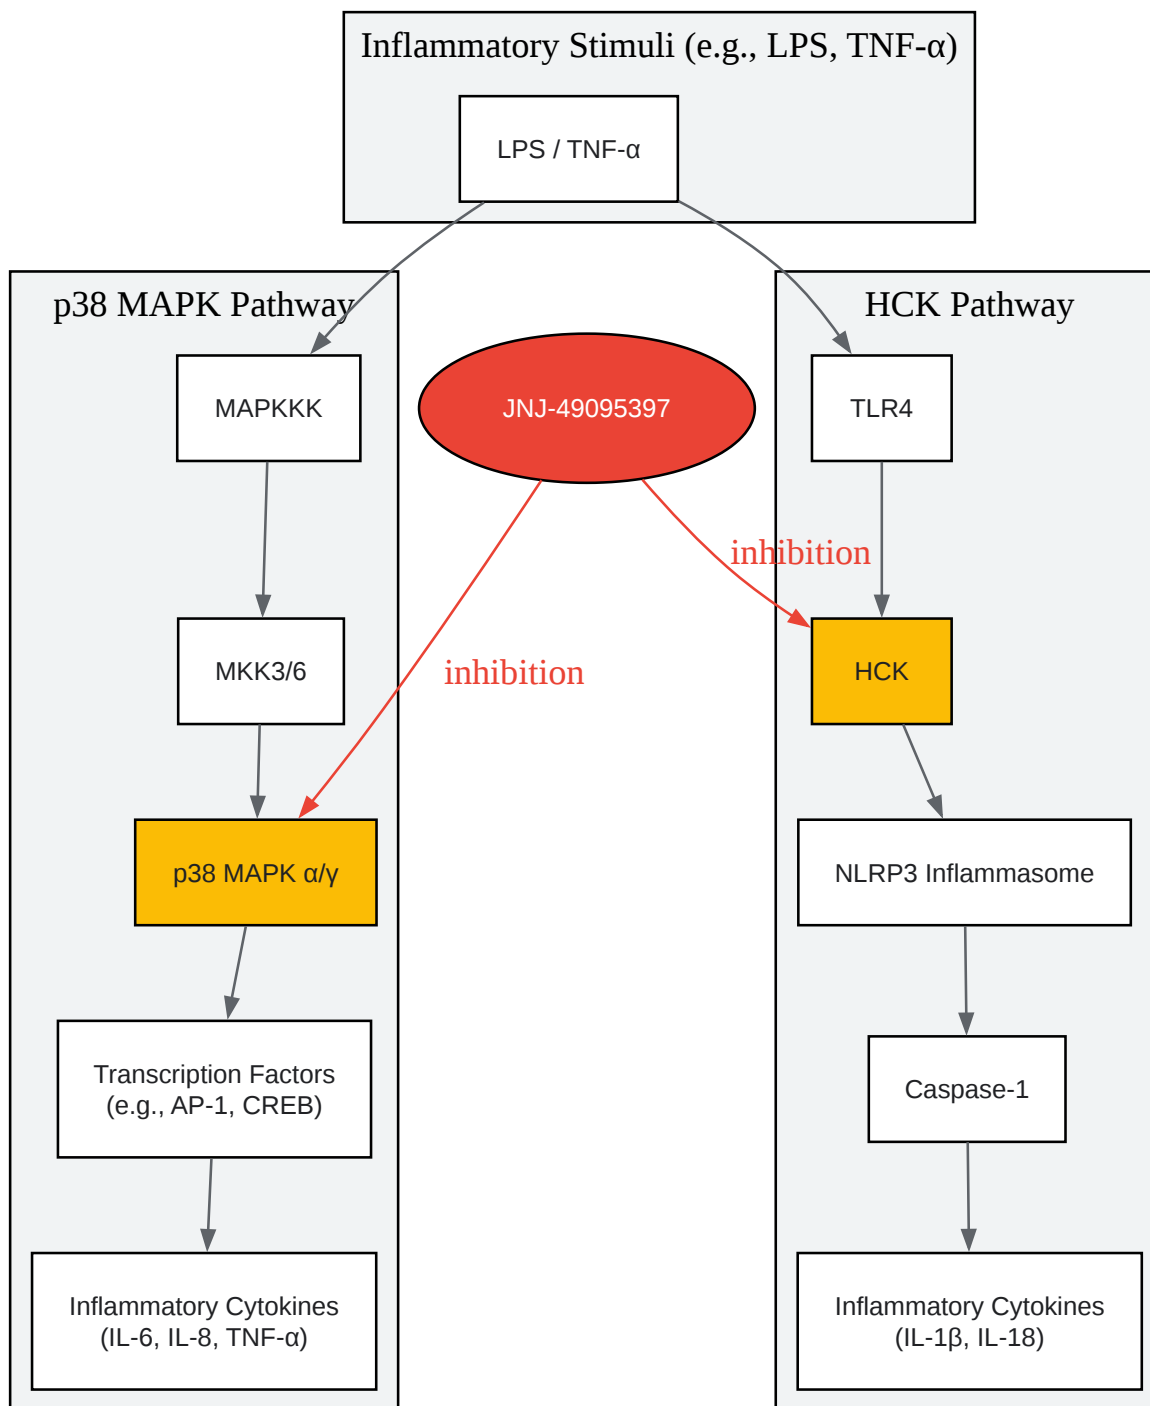 Inflammatory Stimuli (e.g., LPS, TNF-α)
LPS / TNF-α
p38 MAPK Pathway
HCK Pathway
MAPKKK
JNJ-49095397
TLR4
inhibition
inhibition
MKK3/6
HCK
p38 MAPK α/γ
NLRP3 Inflammasome
Transcription Factors
(e.g., AP-1, CREB)
Caspase-1
Inflammatory Cytokines
(IL-6, IL-8, TNF-α)
Inflammatory Cytokines
(IL-1β, IL-18)